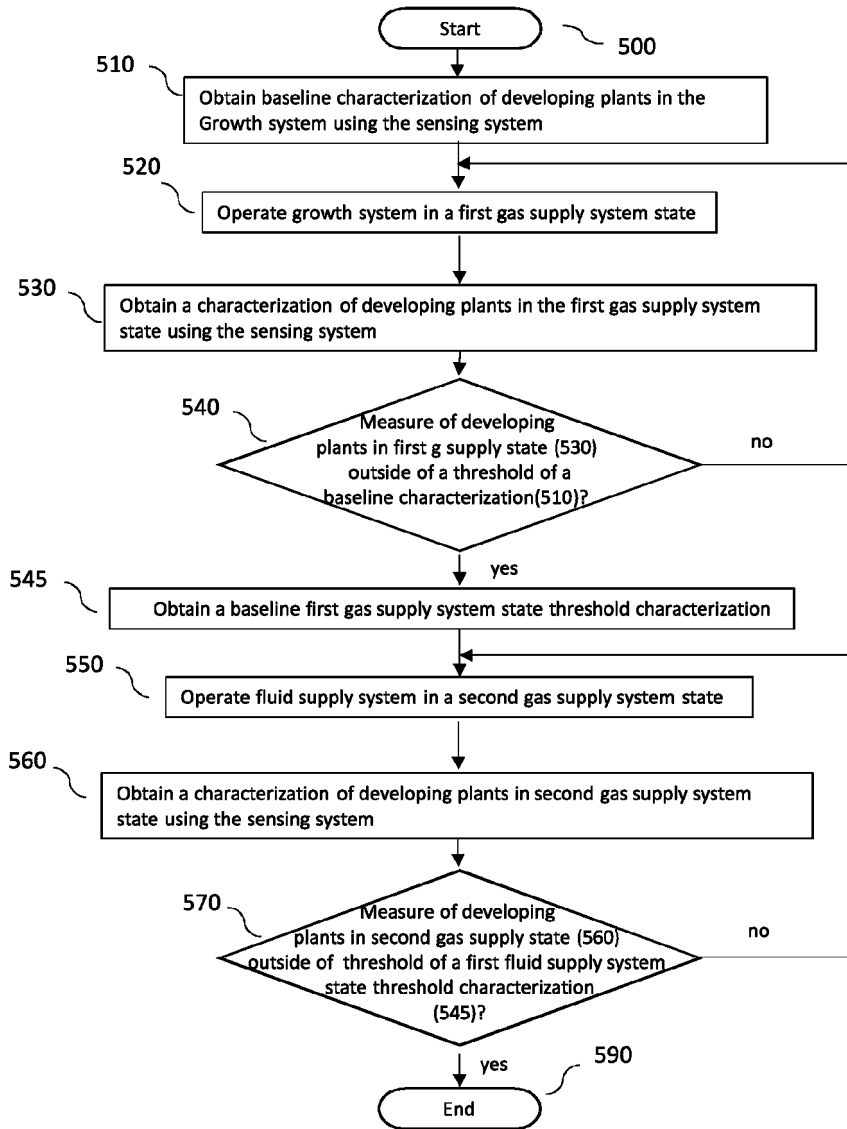 Start
500
510
Obtain baseline characterization of developing plants in the
Growth system using the sensing system
520
Operate growth system in a first gas supply system state
530
Obtain a characterization of developing plants in the first gas supply system
state using the sensing system
540
Measure of developing
plants in first g supply state (530)
outside of a threshold of a
baseline characterization(510)?
no
yes
545
Obtain a baseline first gas supply system state threshold characterization
550
Operate fluid supply system in a second gas supply system state
560
Obtain a characterization of developing plants in second gas supply system
state using the sensing system
570
Measure of developing
plants in second gas supply state (560)
outside of threshold of a first fluid supply system
state threshold characterization
(545)?
no
yes
590
End